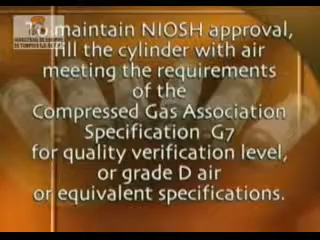 To maintain NIOSH approval,
fill the cylinder with air
meeting the requirements
of the
Compressed Gas Association
Specification G7
for quality verification level,
or grade D air
or equivalent specifications.